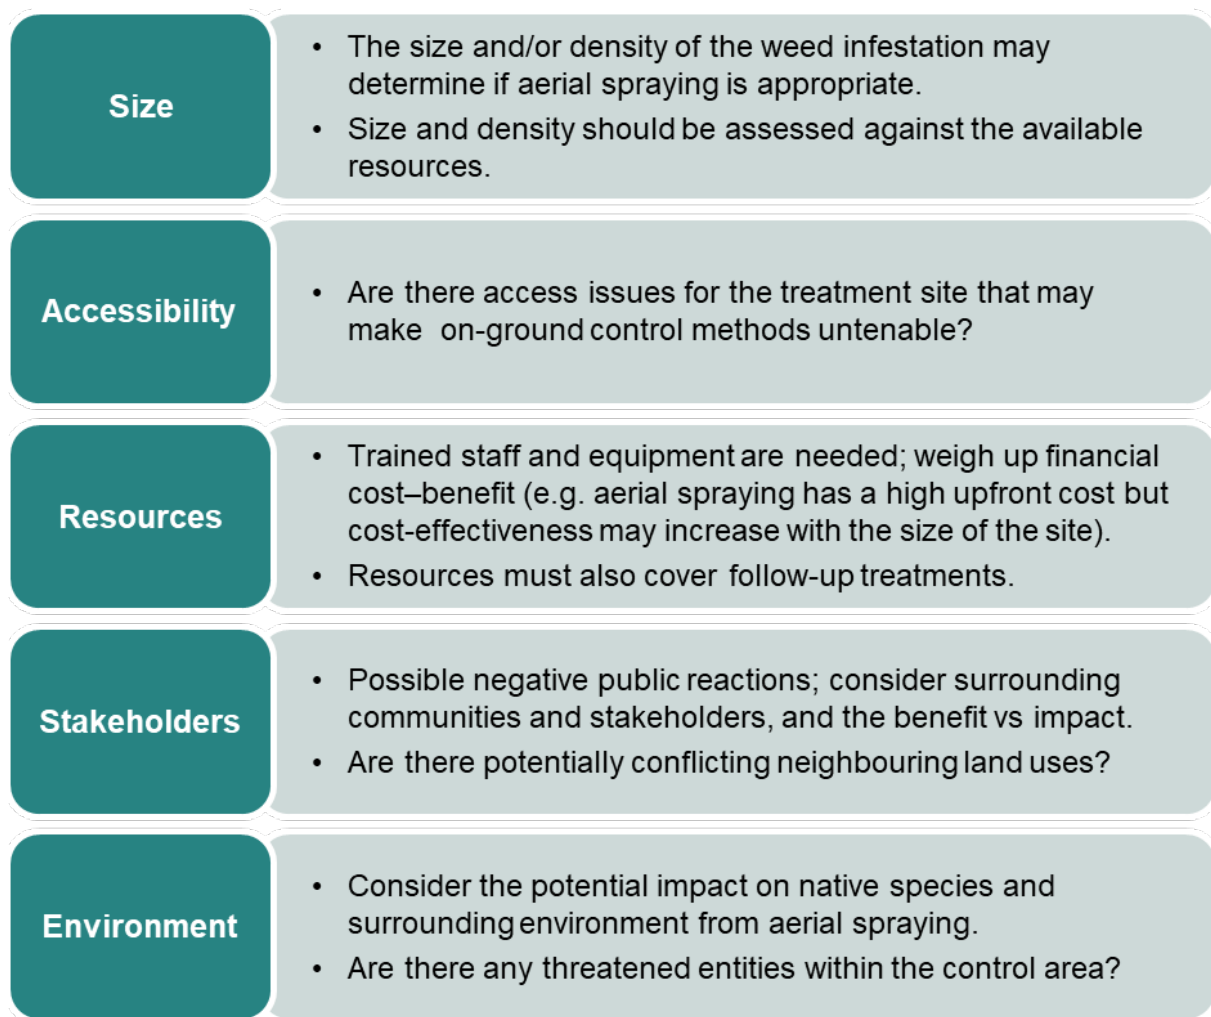 Size
• The size and/or density of the weed infestation may
determine if aerial spraying is appropriate.
• Size and density should be assessed against the available
resources.
Accessibility
• Are there access issues for the treatment site that may
make on-ground control methods untenable?
Resources
• Trained staff and equipment are needed; weigh up financial
cost–benefit (e.g. aerial spraying has a high upfront cost but
cost-effectiveness may increase with the size of the site).
• Resources must also cover follow-up treatments.
Stakeholders
• Possible negative public reactions; consider surrounding
communities and stakeholders, and the benefit vs impact.
• Are there potentially conflicting neighbouring land uses?
Environment
• Consider the potential impact on native species and
surrounding environment from aerial spraying.
• Are there any threatened entities within the control area?